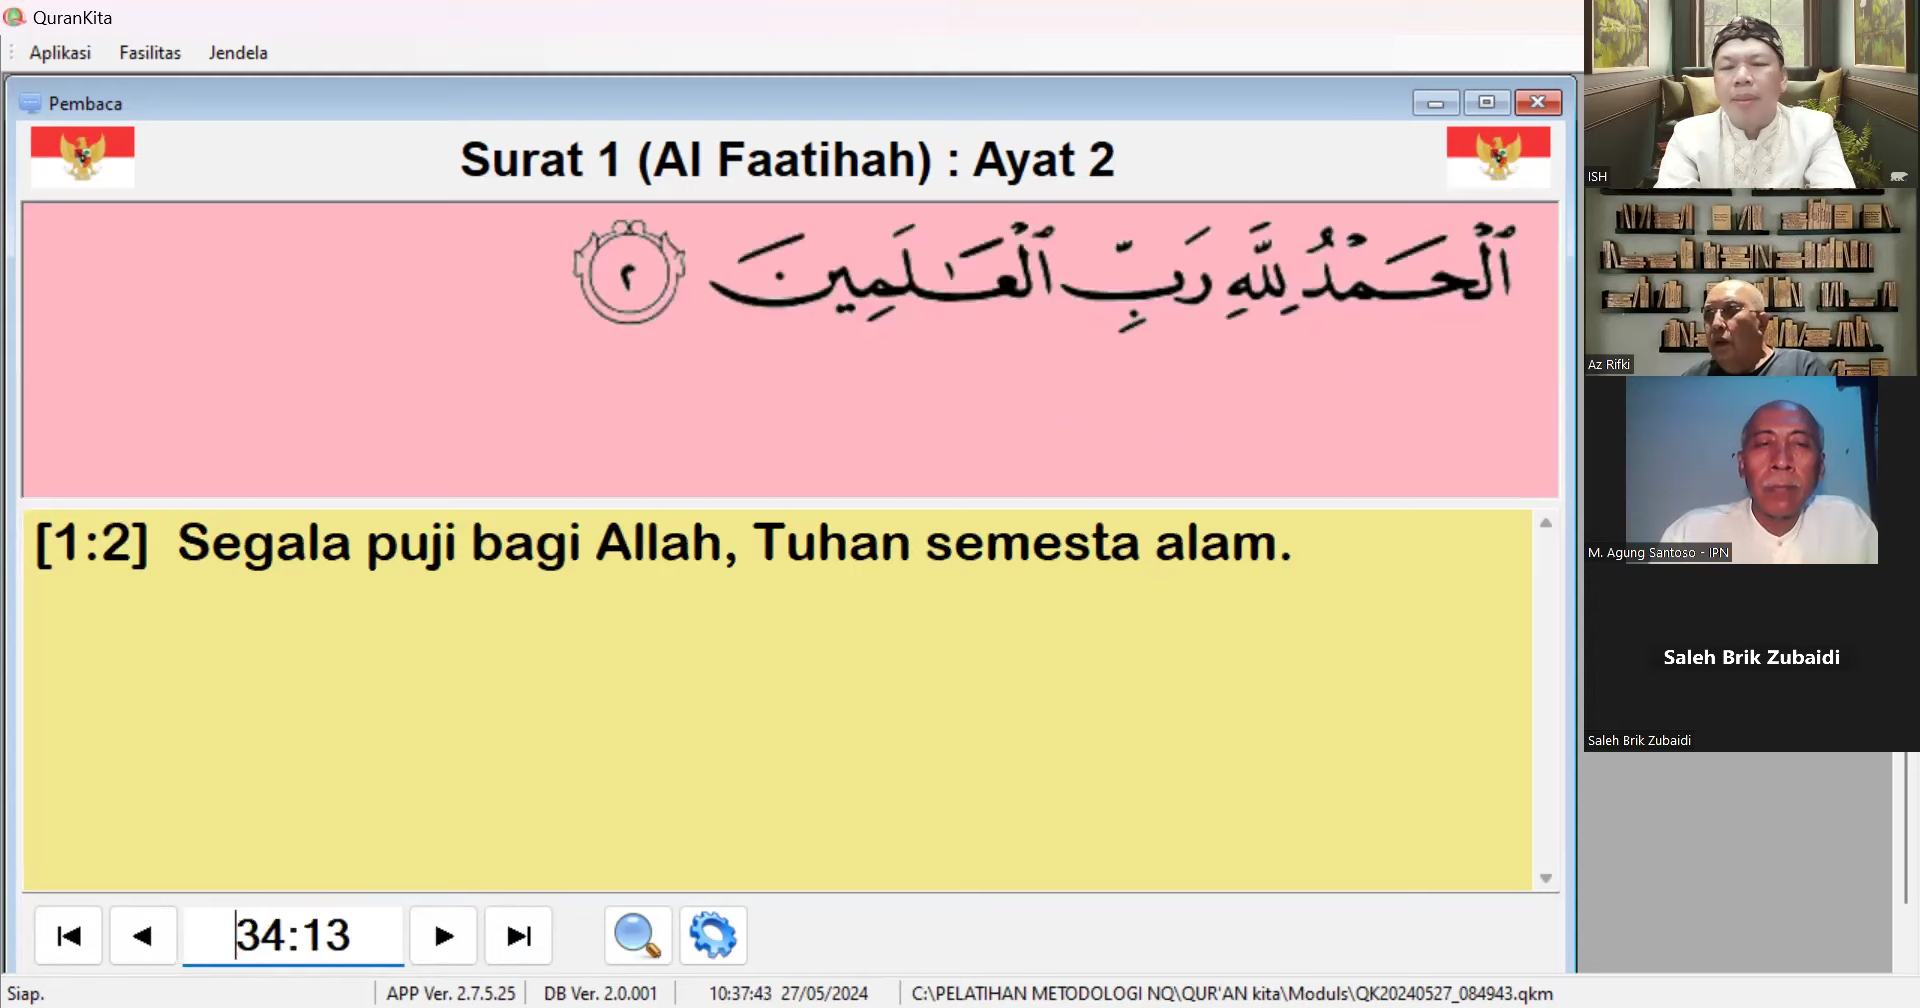 QuranKita
Aplikasi Fasilitas Jendela
Pembaca
Surat 1 (Al Faatihah) : Ayat 2
ٱلْحَمْدُ لِلَّهِ رَبِّ ٱلْعَـٰلَمِينَ ٢
[1:2] Segala puji bagi Allah, Tuhan semesta alam.
34:13
Siap. APP Ver. 2.7.5.25 DB Ver. 2.0.001 10:37:43 27/05/2024 C:\PELATIHAN METODOLOGI NQ\QUR'AN kita\Moduls\QK20240527_084943.qkm
ISH
Az Rifki
M. Agung Santoso - IPN
Saleh Brik Zubaidi
Saleh Brik Zubaidi